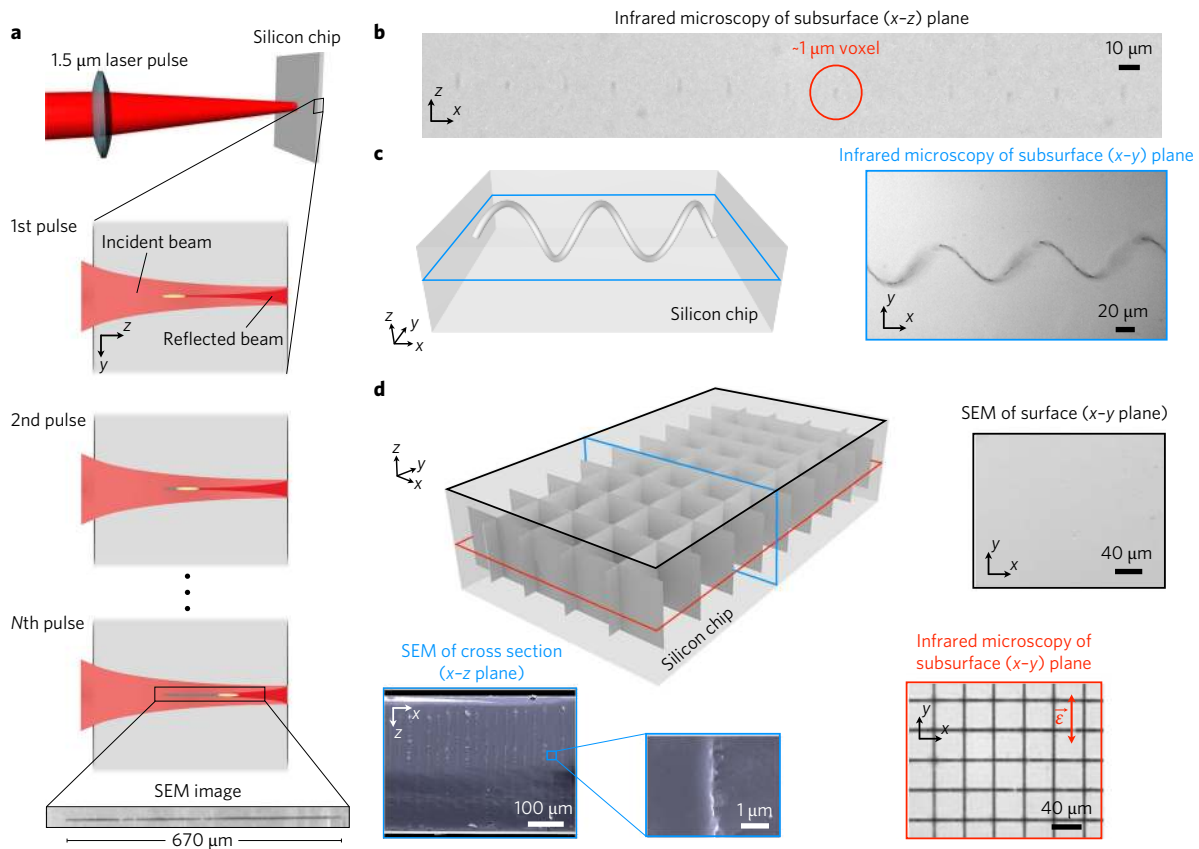 a
Silicon chip
1.5 μm laser pulse
1st pulse
Incident beam
z
y
Reflected beam
2nd pulse
Nth pulse
SEM image
670 μm
b
Infrared microscopy of subsurface (x–z) plane
~1 μm voxel
10 μm
z
x
c
Silicon chip
z
y
x
Infrared microscopy of subsurface (x–y) plane
y
x
20 μm
d
z
y
x
Silicon chip
SEM of surface (x–y plane)
y
x
40 μm
SEM of cross section
(x–z plane)
x
z
100 μm
1 μm
Infrared microscopy of
subsurface (x–y) plane
y
x
ε
40 μm